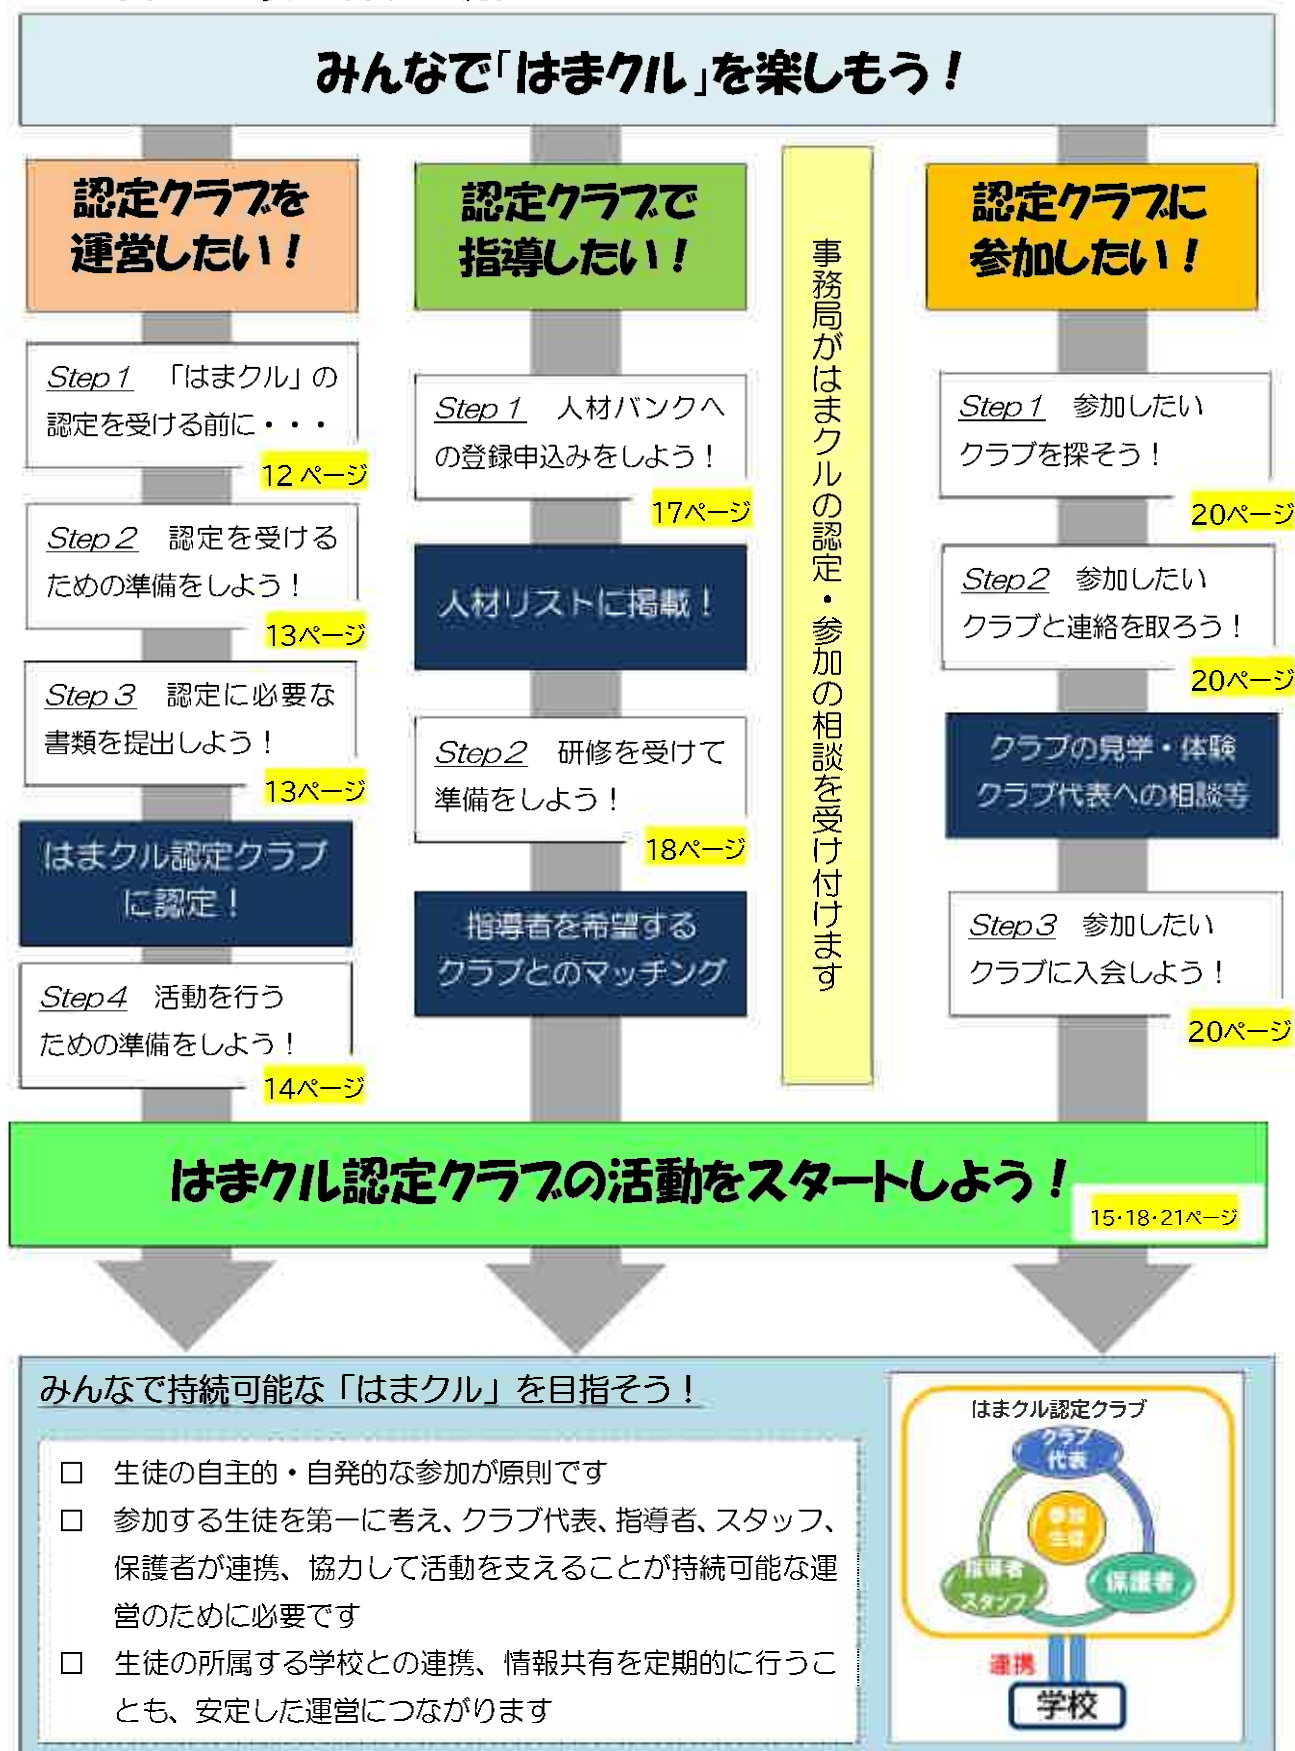 みんなで「はまクル」を楽しもう！
認定クラブを
運営したい！
Step1 「はまクル」の
認定を受ける前に・・・
12ページ
Step2 認定を受ける
ための準備をしよう！
13ページ
Step3 認定に必要な
書類を提出しよう！
13ページ
はまクル認定クラブ
に認定！
Step4 活動を行う
ための準備をしよう！
14ページ
認定クラブで
指導したい！
Step1 人材バンクへ
の登録申込みをしよう！
17ページ
人材リストに掲載！
Step2 研修を受けて
準備をしよう！
18ページ
指導者を希望する
クラブとのマッチング
事務局がはまクルの認定・参加の相談を受け付けます
認定クラブに
参加したい！
Step1 参加したい
クラブを探そう！
20ページ
Step2 参加したい
クラブと連絡を取ろう！
20ページ
クラブの見学・体験
クラブ代表への相談等
Step3 参加したい
クラブに入会しよう！
20ページ
はまクル認定クラブの活動をスタートしよう！
15・18・21ページ
みんなで持続可能な「はまクル」を目指そう！
□ 生徒の自主的・自発的な参加が原則です
□ 参加する生徒を第一に考え、クラブ代表、指導者、スタッフ、
保護者が連携、協力して活動を支えることが持続可能な運
営のために必要です
□ 生徒の所属する学校との連携、情報共有を定期的に行うこ
とも、安定した運営につながります
はまクル認定クラブ
クラブ
代表
参加
生徒
指導者
スタッフ
保護者
連携
学校